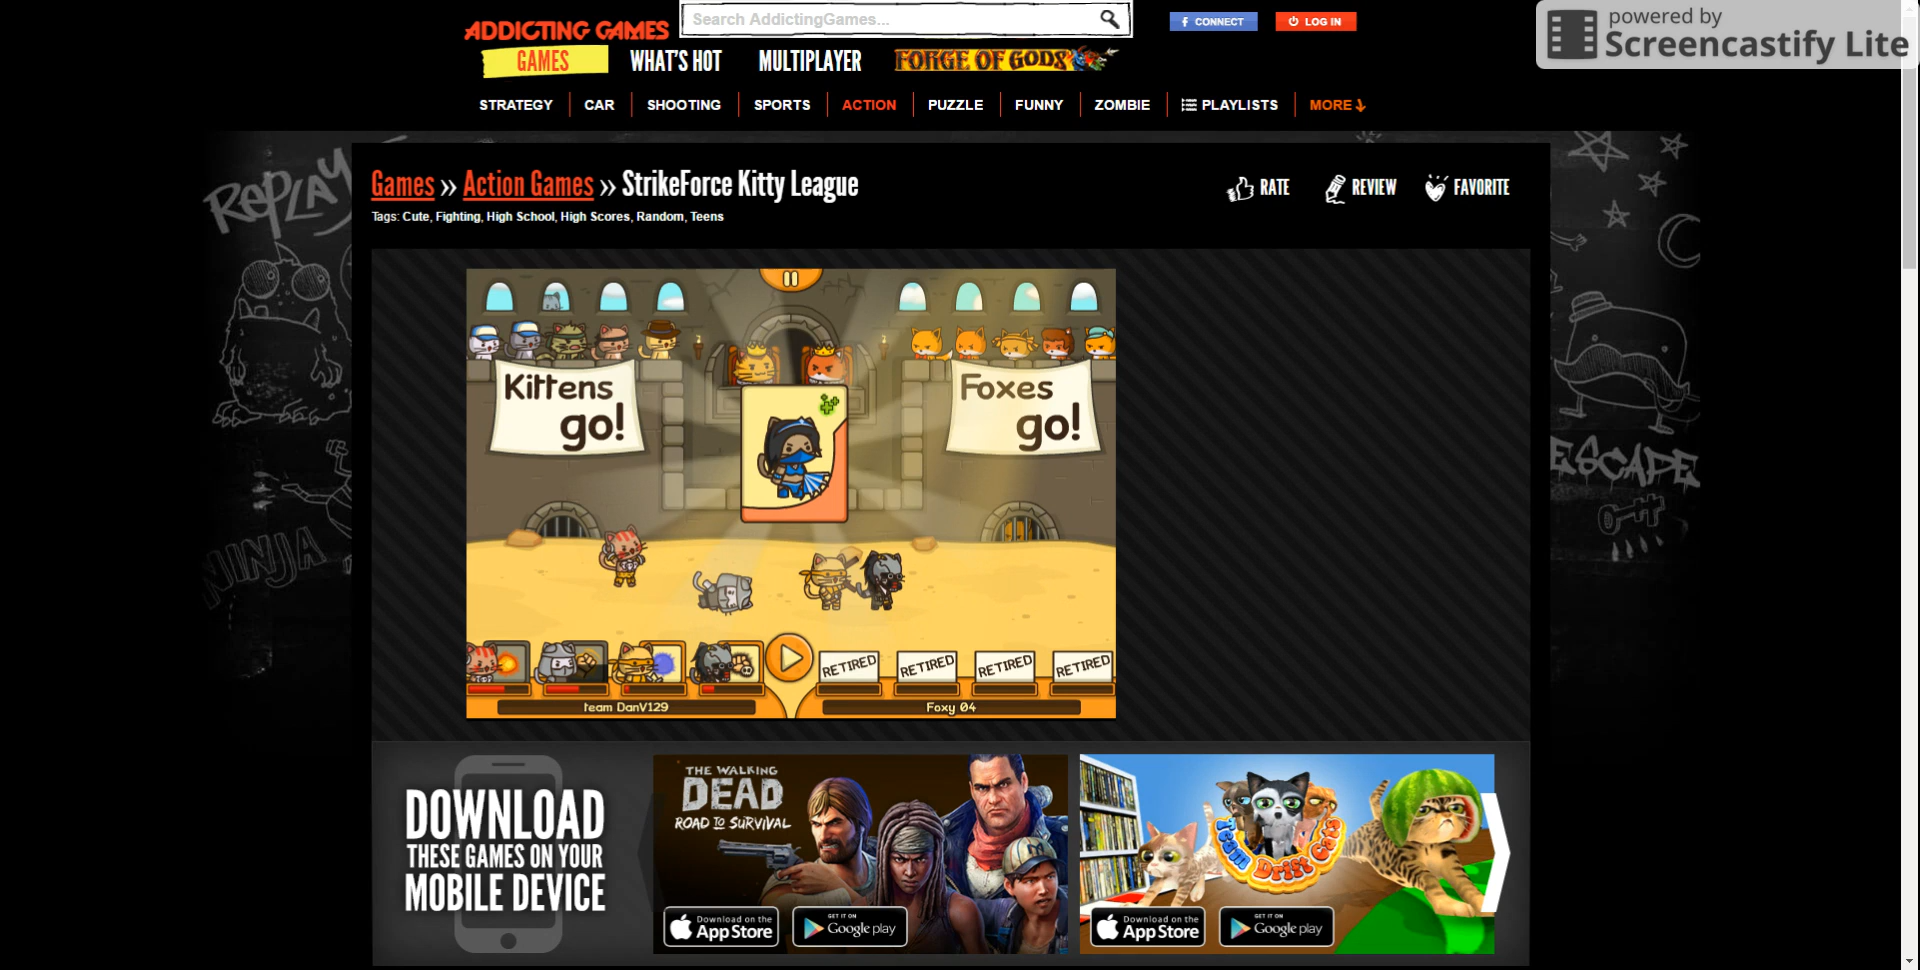 ADDICTING GAMES
Search AddictingGames...
CONNECT
LOG IN
powered by
Screencastify Lite
GAMES
WHAT'S HOT
MULTIPLAYER
FORGE OF GODS
STRATEGY
CAR
SHOOTING
SPORTS
ACTION
PUZZLE
FUNNY
ZOMBIE
PLAYLISTS
MORE
REPLAY
Games » Action Games » StrikeForce Kitty League
RATE
REVIEW
FAVORITE
Tags: Cute, Fighting, High School, High Scores, Random, Teens
Kittens
go!
Foxes
go!
ESCAPE
NINJA
RETIRED
RETIRED
RETIRED
RETIRED
team DanV129
Foxy 04
DOWNLOAD
THESE GAMES ON YOUR
MOBILE DEVICE
THE WALKING
DEAD
ROAD TO SURVIVAL
Download on the
App Store
GET IT ON
Google play
Team Drift Cats
Download on the
App Store
GET IT ON
Google play